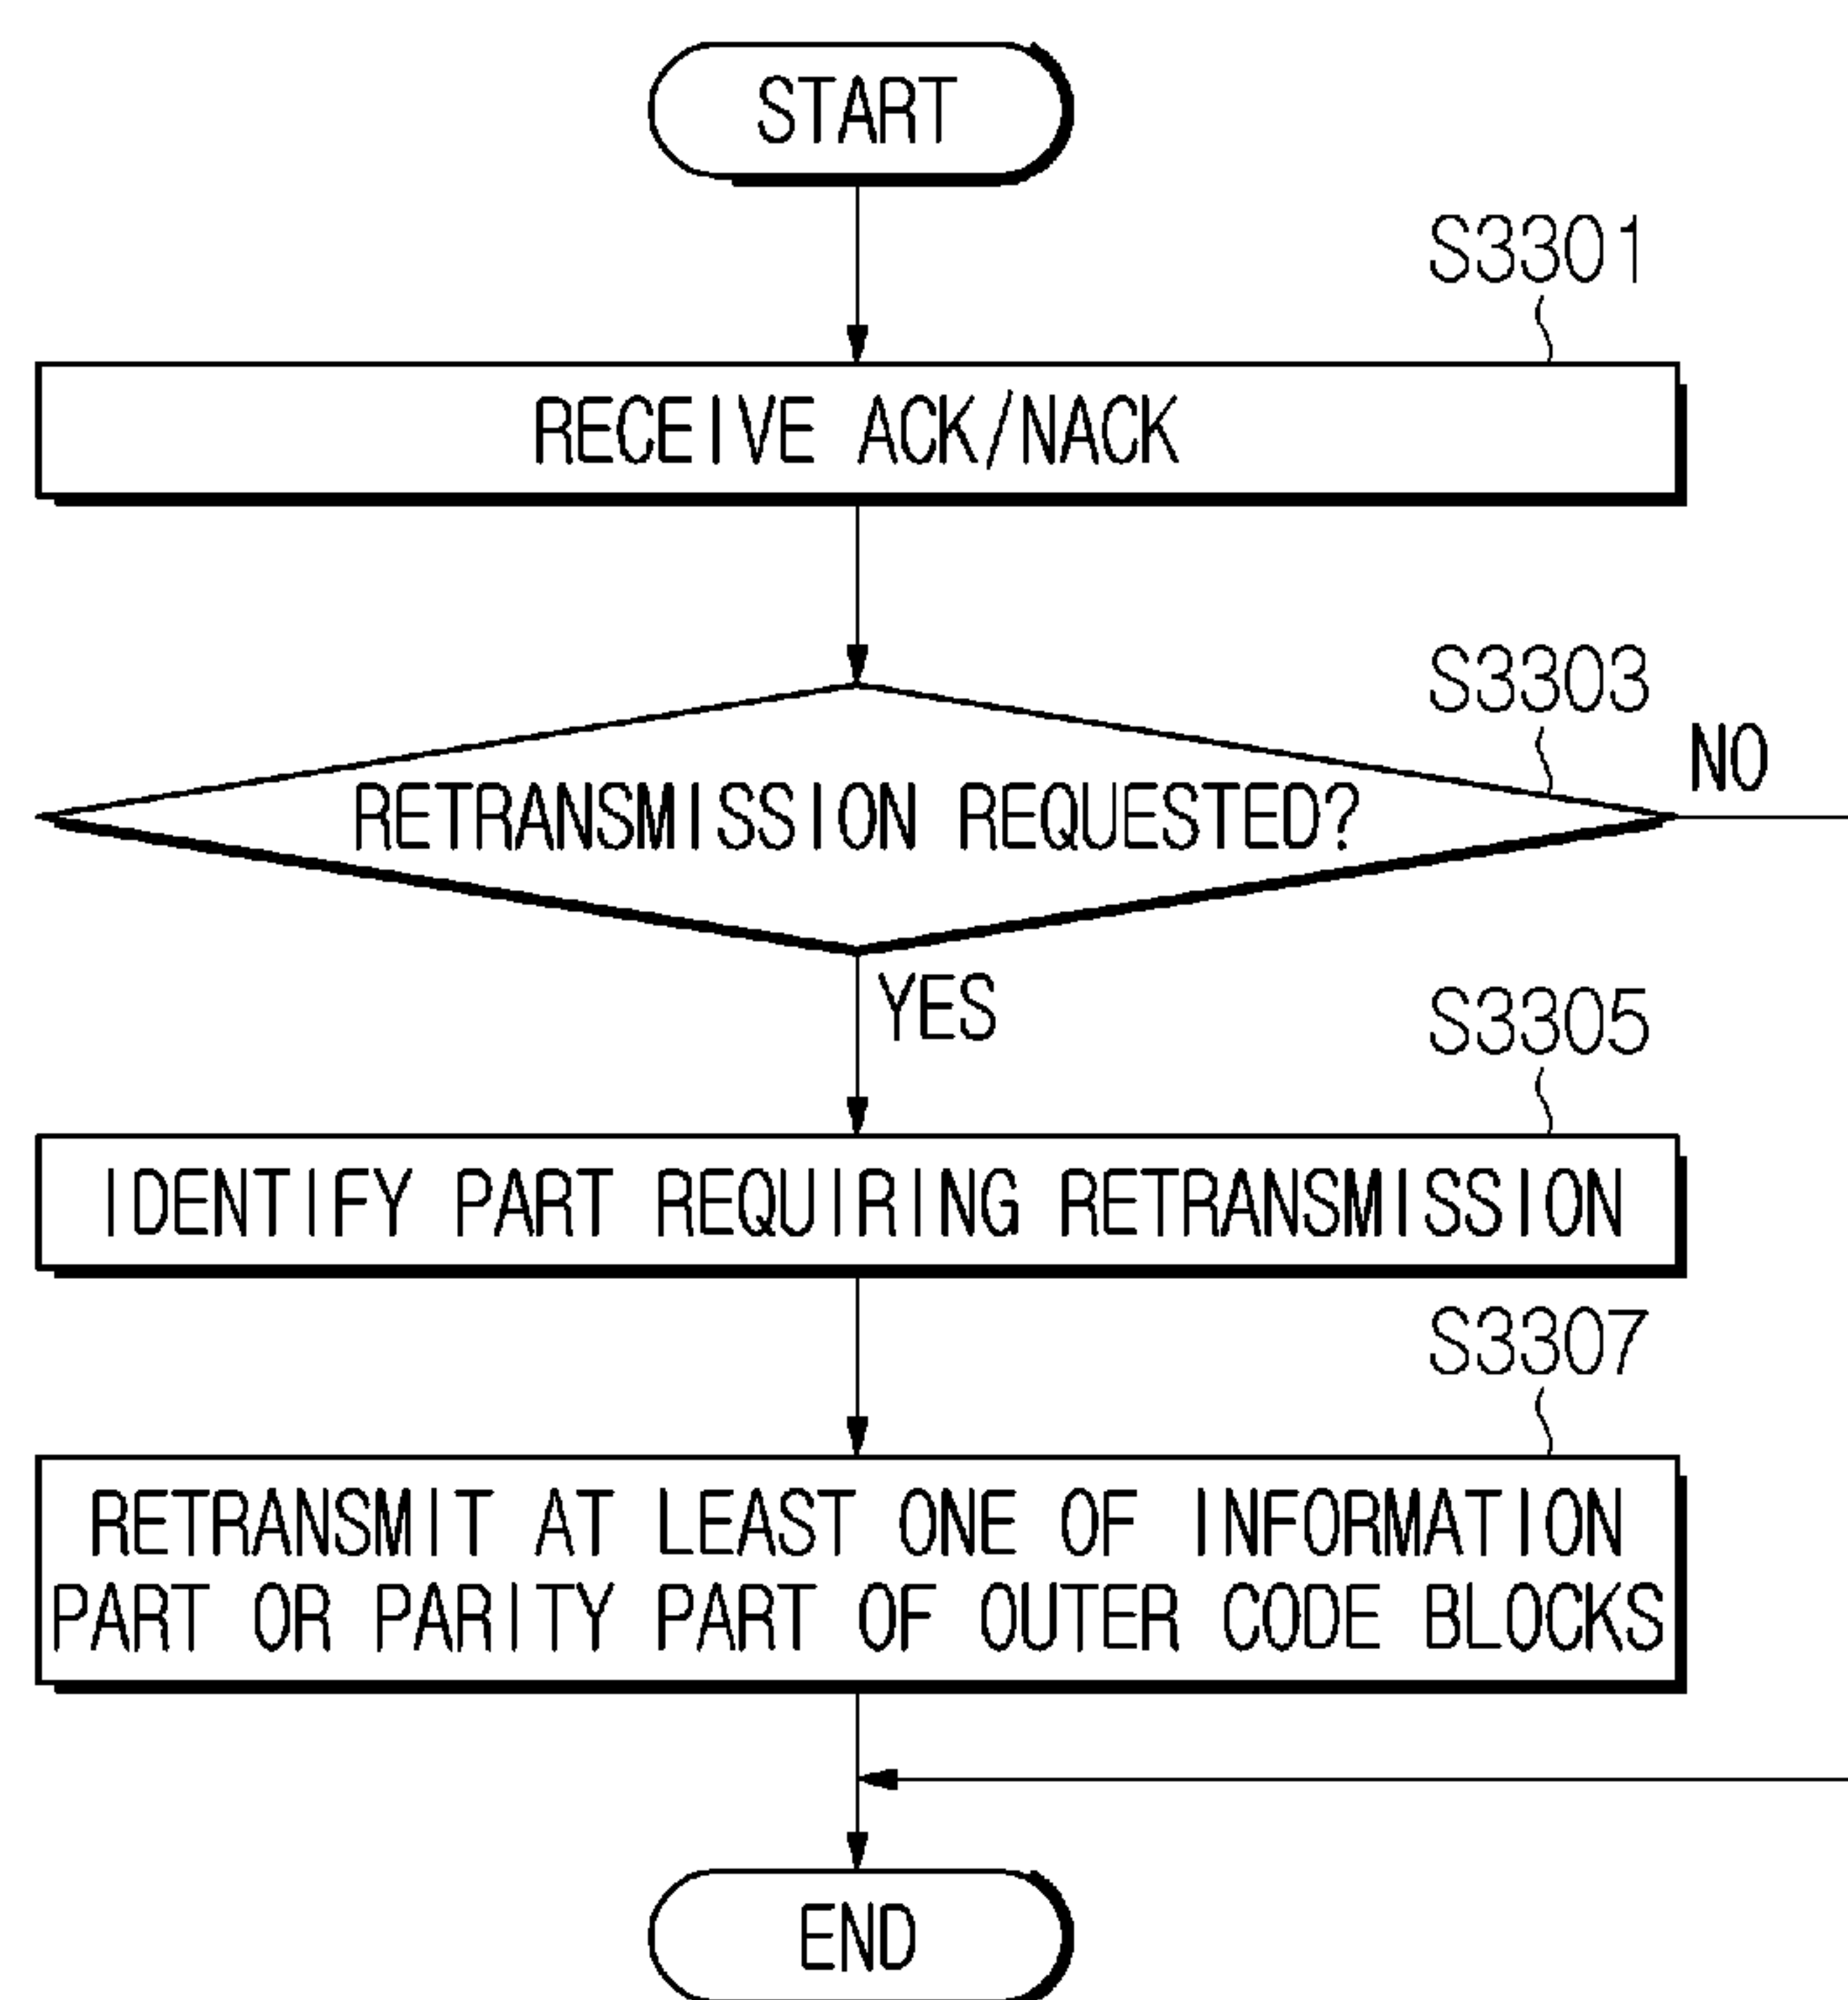 START
S3301
RECEIVE ACK/NACK
S3303
RETRANSMISSION REQUESTED?
NO
YES
S3305
IDENTIFY PART REQUIRING RETRANSMISSION
S3307
RETRANSMIT AT LEAST ONE OF INFORMATION
PART OR PARITY PART OF OUTER CODE BLOCKS
END